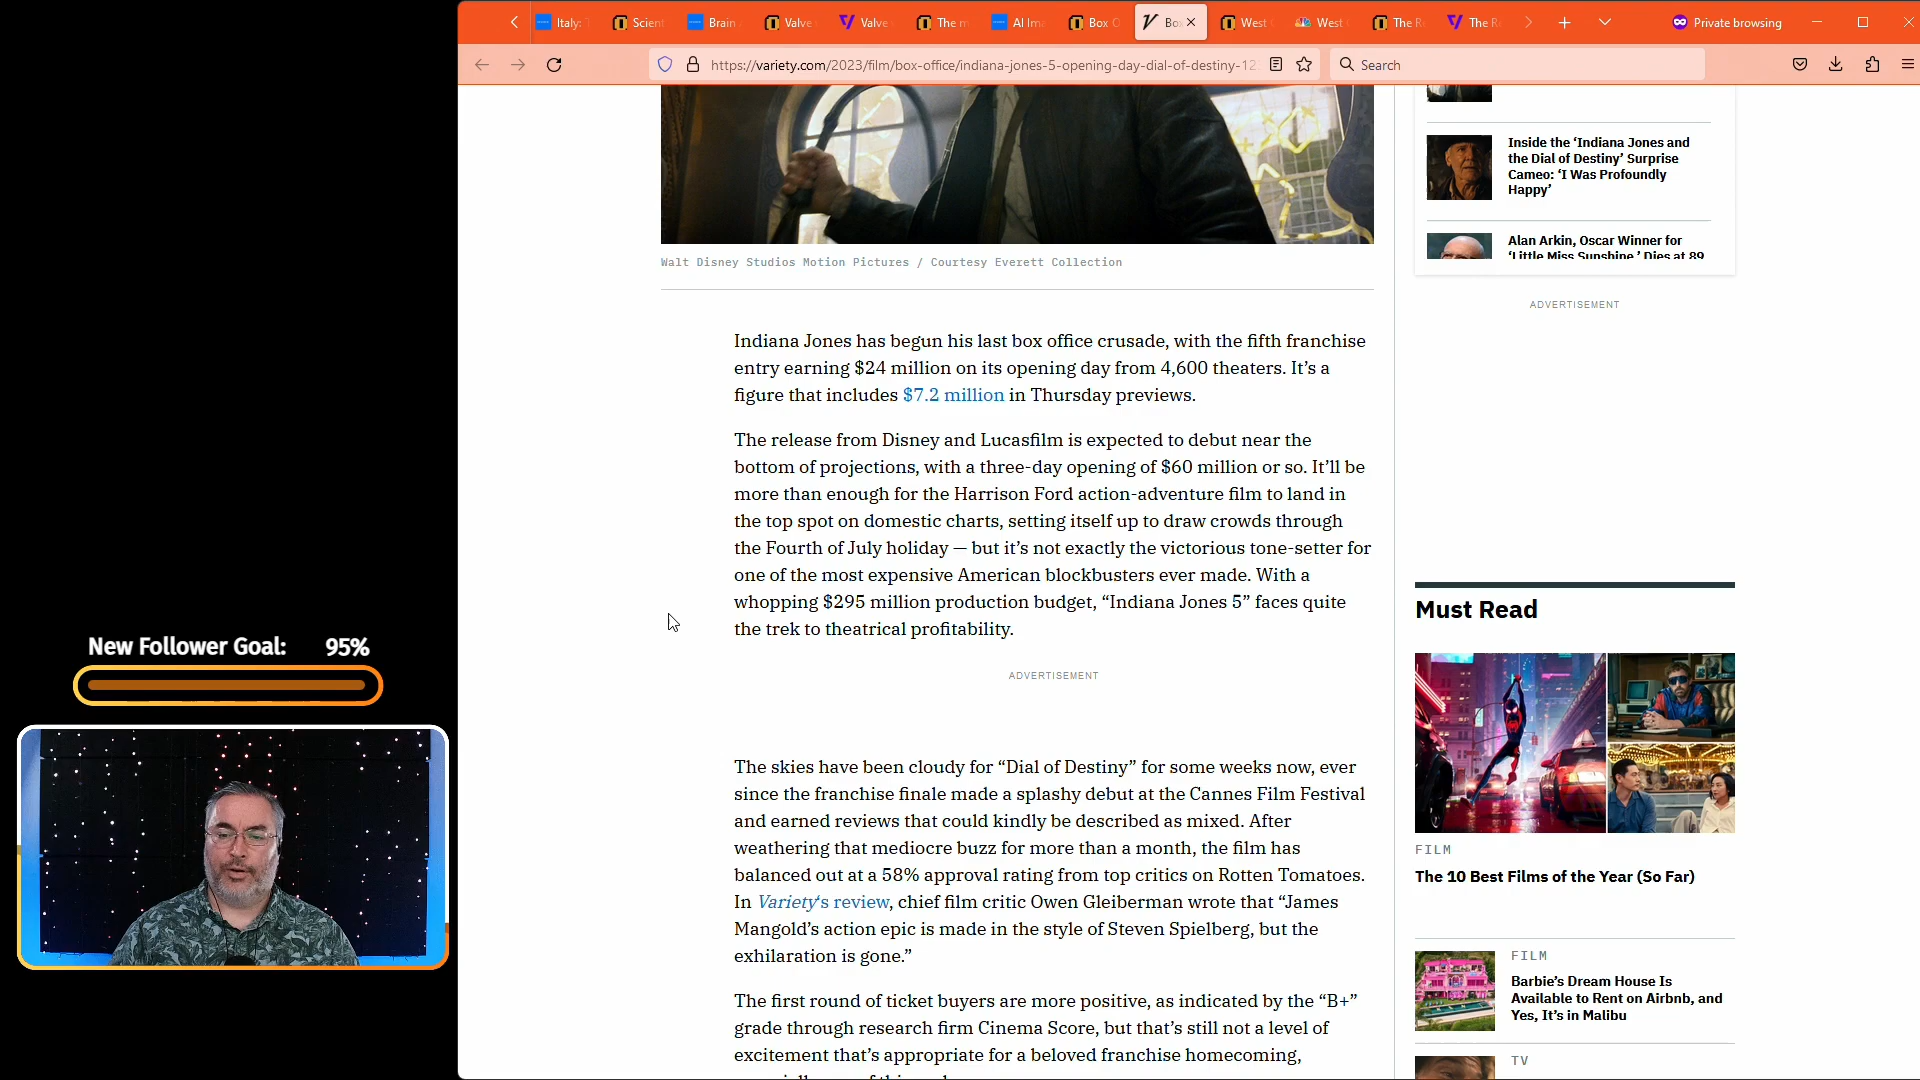 Italy:
Scient
Brain
Valve
Valve
The m
AI Ima
Box O
Bo
West
West
The R
The R
Private browsing
https://variety.com/2023/film/box-office/indiana-jones-5-opening-day-dial-of-destiny-12
Search
Walt Disney Studios Motion Pictures / Courtesy Everett Collection
Indiana Jones has begun his last box office crusade, with the fifth franchise
entry earning $24 million on its opening day from 4,600 theaters. It’s a
figure that includes $7.2 million in Thursday previews.
The release from Disney and Lucasfilm is expected to debut near the
bottom of projections, with a three-day opening of $60 million or so. It’ll be
more than enough for the Harrison Ford action-adventure film to land in
the top spot on domestic charts, setting itself up to draw crowds through
the Fourth of July holiday — but it’s not exactly the victorious tone-setter for
one of the most expensive American blockbusters ever made. With a
whopping $295 million production budget, “Indiana Jones 5” faces quite
the trek to theatrical profitability.
ADVERTISEMENT
The skies have been cloudy for “Dial of Destiny” for some weeks now, ever
since the franchise finale made a splashy debut at the Cannes Film Festival
and earned reviews that could kindly be described as mixed. After
weathering that mediocre buzz for more than a month, the film has
balanced out at a 58% approval rating from top critics on Rotten Tomatoes.
In Variety‘s review, chief film critic Owen Gleiberman wrote that “James
Mangold’s action epic is made in the style of Steven Spielberg, but the
exhilaration is gone.”
The first round of ticket buyers are more positive, as indicated by the “B+”
grade through research firm Cinema Score, but that’s still not a level of
excitement that’s appropriate for a beloved franchise homecoming,
Inside the ‘Indiana Jones and
the Dial of Destiny’ Surprise
Cameo: ‘I Was Profoundly
Happy’
Alan Arkin, Oscar Winner for
‘Little Miss Sunshine,’ Dies at 89
ADVERTISEMENT
Must Read
FILM
The 10 Best Films of the Year (So Far)
FILM
Barbie’s Dream House Is
Available to Rent on Airbnb, and
Yes, It’s in Malibu
TV
New Follower Goal: 95%